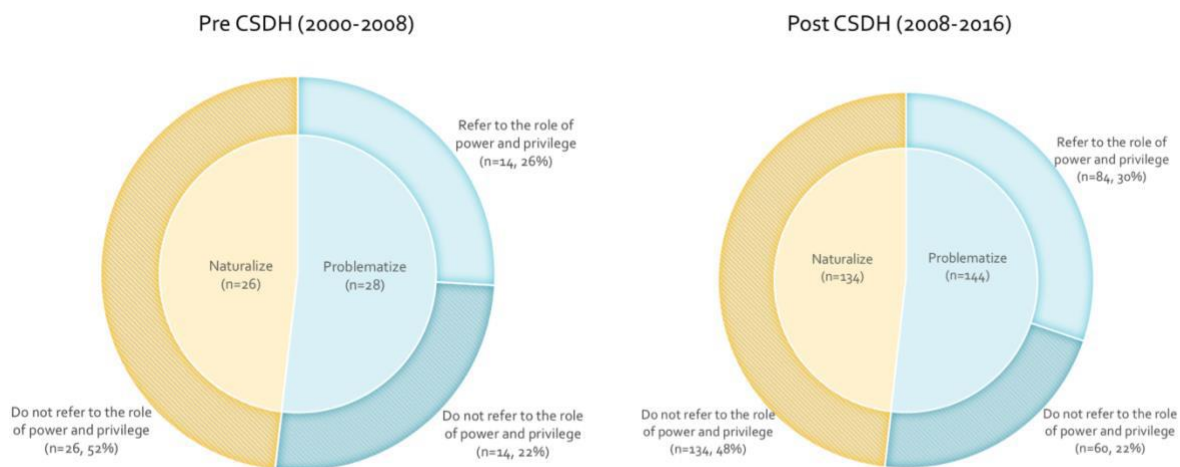 Pre CSDH (2000-2008)
Refer to the role of
power and privilege
(n=14, 26%)
Naturalize
(n=26)
Problematize
(n=28)
Do not refer to the role
of power and privilege
(n=26, 52%)
Do not refer to the role
of power and privilege
(n=14, 22%)
Post CSDH (2008-2016)
Refer to the role of
power and privilege
(n=84, 30%)
Naturalize
(n=134)
Problematize
(n=144)
Do not refer to the role
of power and privilege
(n=134, 48%)
Do not refer to the role
of power and privilege
(n=60, 22%)